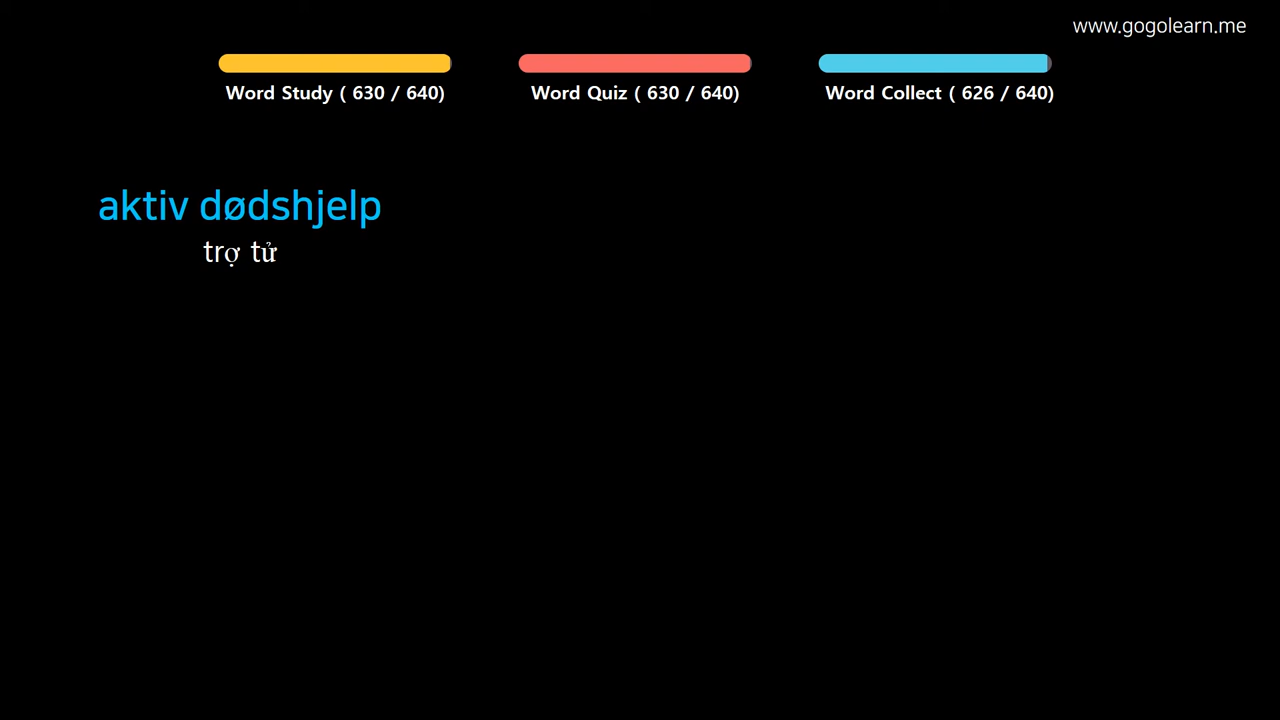 www.gogolearn.me
Word Study ( 630 / 640)
Word Quiz ( 630 / 640)
Word Collect ( 626 / 640)
aktiv dødshjelp
trợ tử